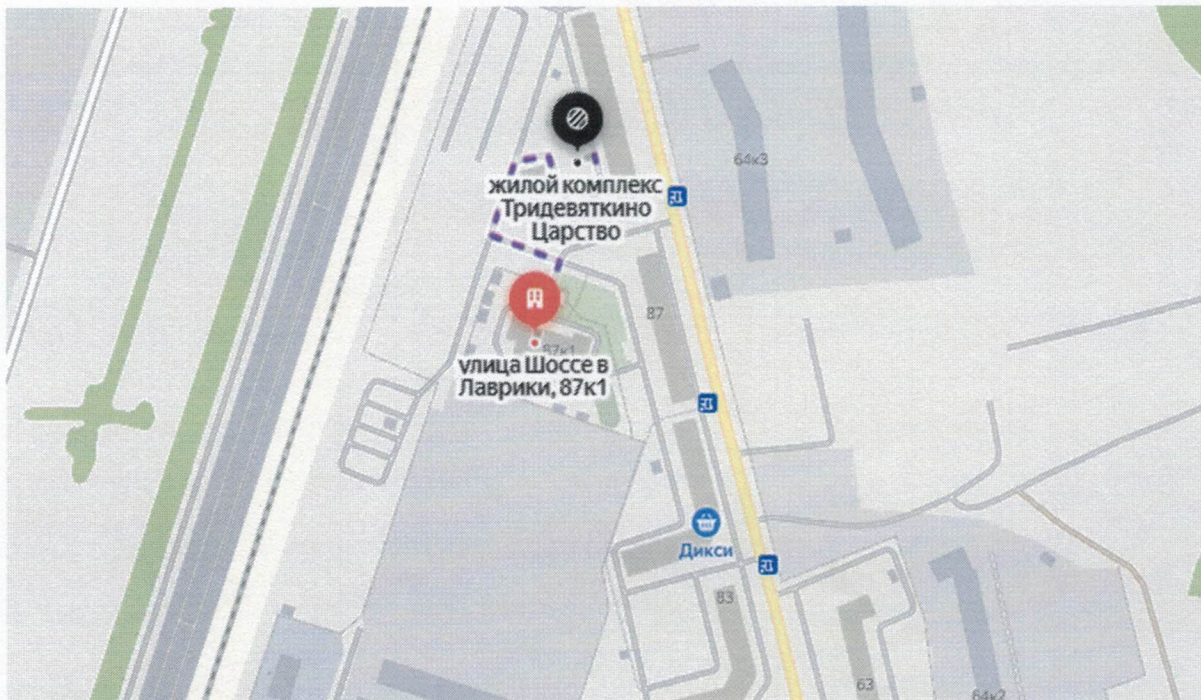 64к3
жилой комплекс
Тридевяткино
Царство
87
87к1
улица Шоссе в
Лаврики, 87к1
Дикси
83
63
64к2